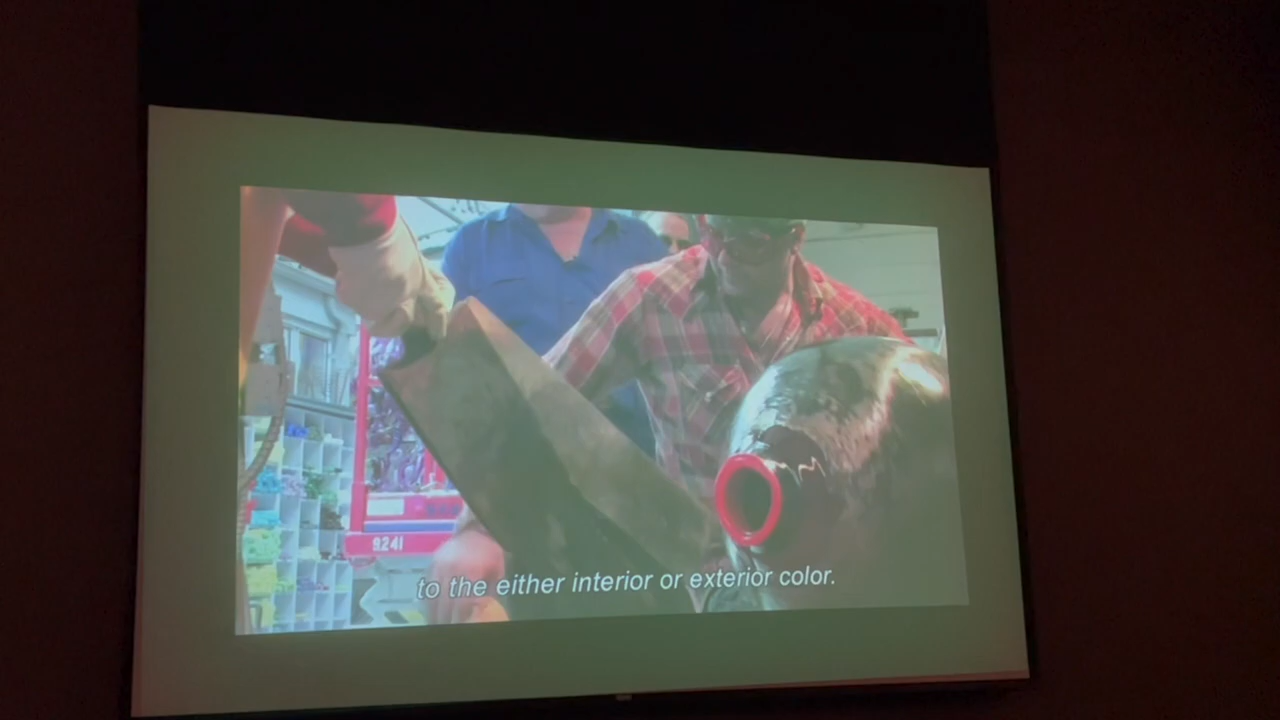 9241
to the either interior or exterior color.